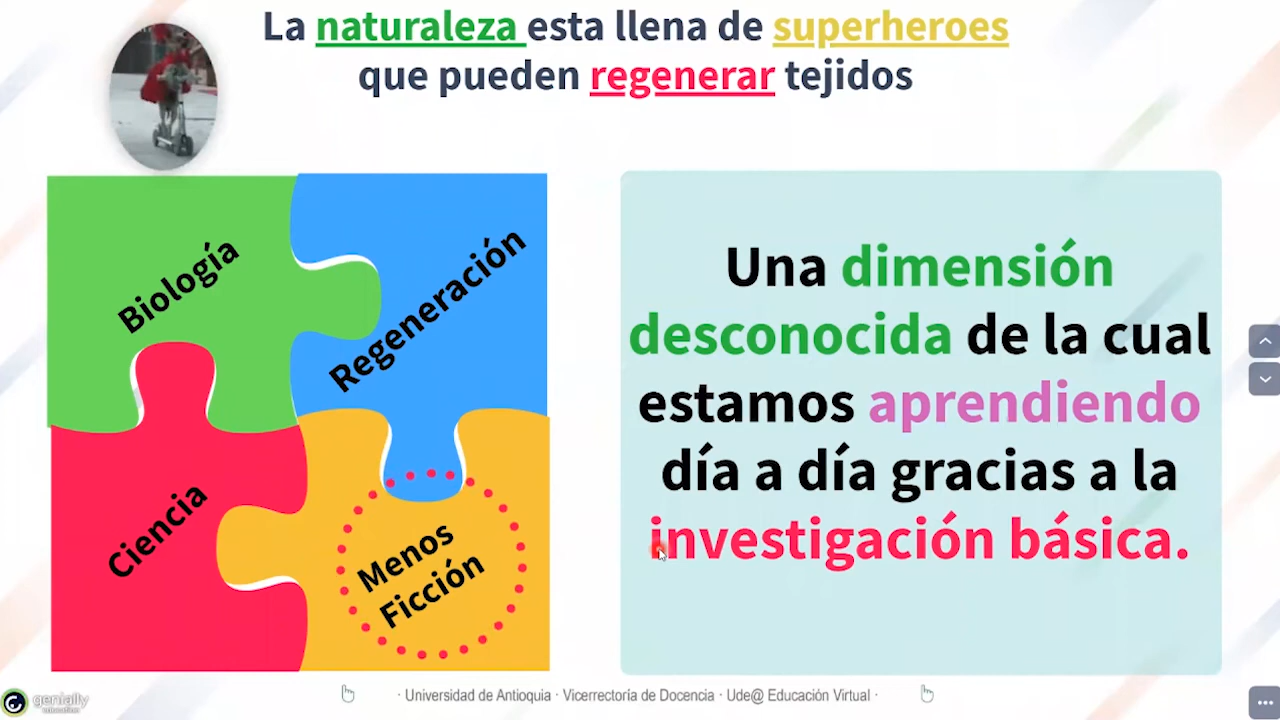 La naturaleza esta llena de superheroes
que pueden regenerar tejidos
Biología
Regeneración
Ciencia
Menos
Ficción
Una dimensión
desconocida de la cual
estamos aprendiendo
día a día gracias a la
investigación básica.
genially
education
· Universidad de Antioquia · Vicerrectoría de Docencia · Ude@ Educación Virtual ·